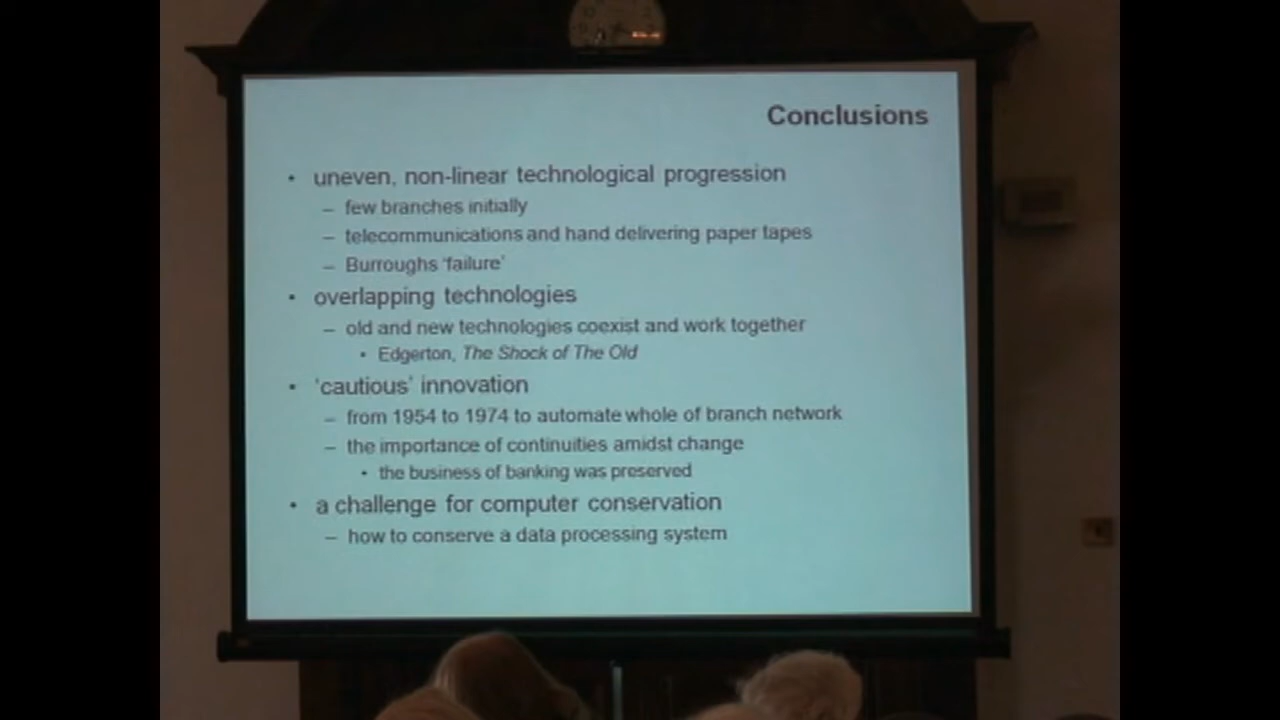 Conclusions
• uneven, non-linear technological progression
– few branches initially
– telecommunications and hand delivering paper tapes
– Burroughs 'failure'
• overlapping technologies
– old and new technologies coexist and work together
• Edgerton, The Shock of The Old
• 'cautious' innovation
– from 1954 to 1974 to automate whole of branch network
– the importance of continuities amidst change
• the business of banking was preserved
• a challenge for computer conservation
– how to conserve a data processing system